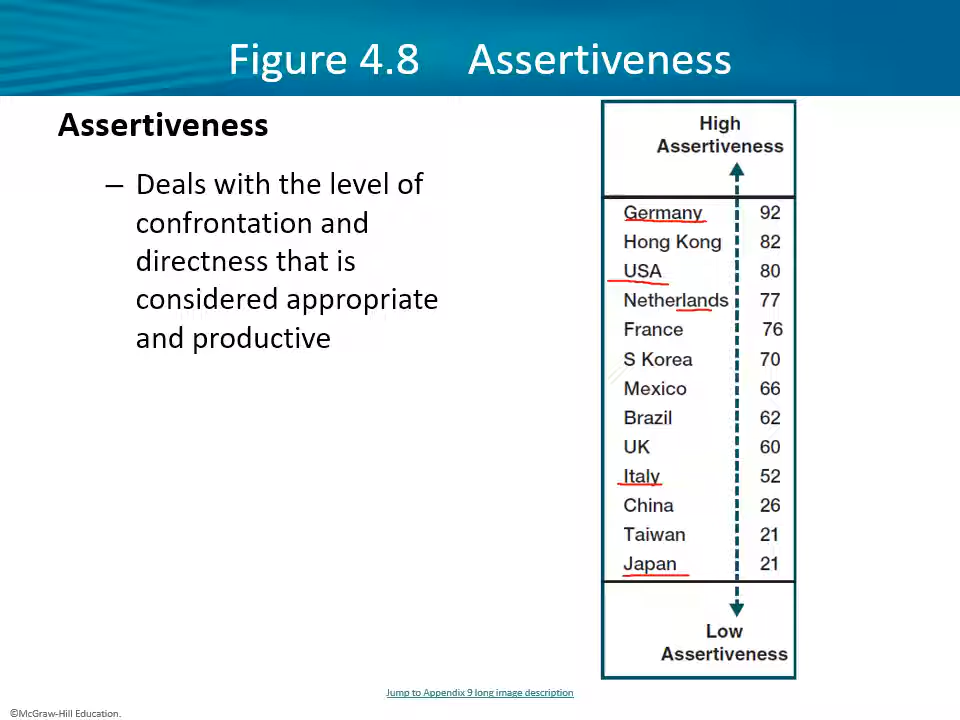 Figure 4.8 Assertiveness
Assertiveness
– Deals with the level of
confrontation and
directness that is
considered appropriate
and productive
High
Assertiveness
Germany 92
Hong Kong 82
USA 80
Netherlands 77
France 76
S Korea 70
Mexico 66
Brazil 62
UK 60
Italy 52
China 26
Taiwan 21
Japan 21
Low
Assertiveness
Jump to Appendix 9 long image description
©McGraw-Hill Education.